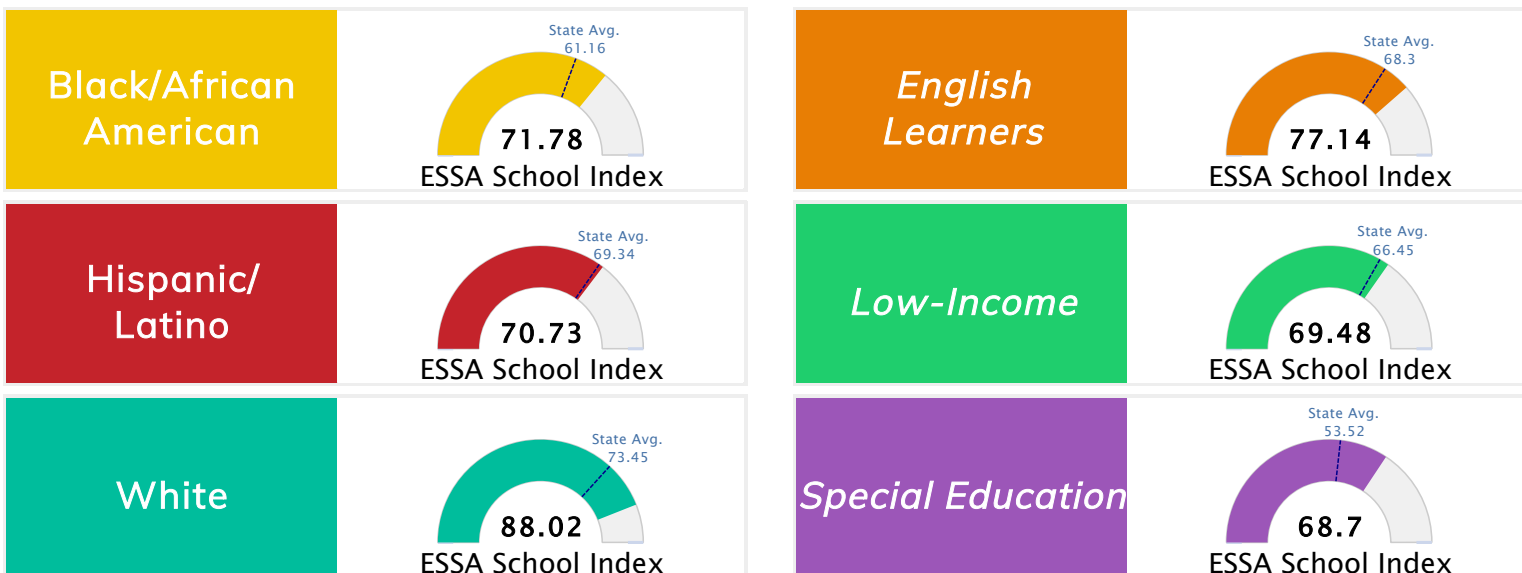 Black/African
American
State Avg.
61.16
71.78
ESSA School Index
English
Learners
State Avg.
68.3
77.14
ESSA School Index
Hispanic/
Latino
State Avg.
69.34
70.73
ESSA School Index
Low-Income
State Avg.
66.45
69.48
ESSA School Index
White
State Avg.
73.45
88.02
ESSA School Index
Special Education
State Avg.
53.52
68.7
ESSA School Index